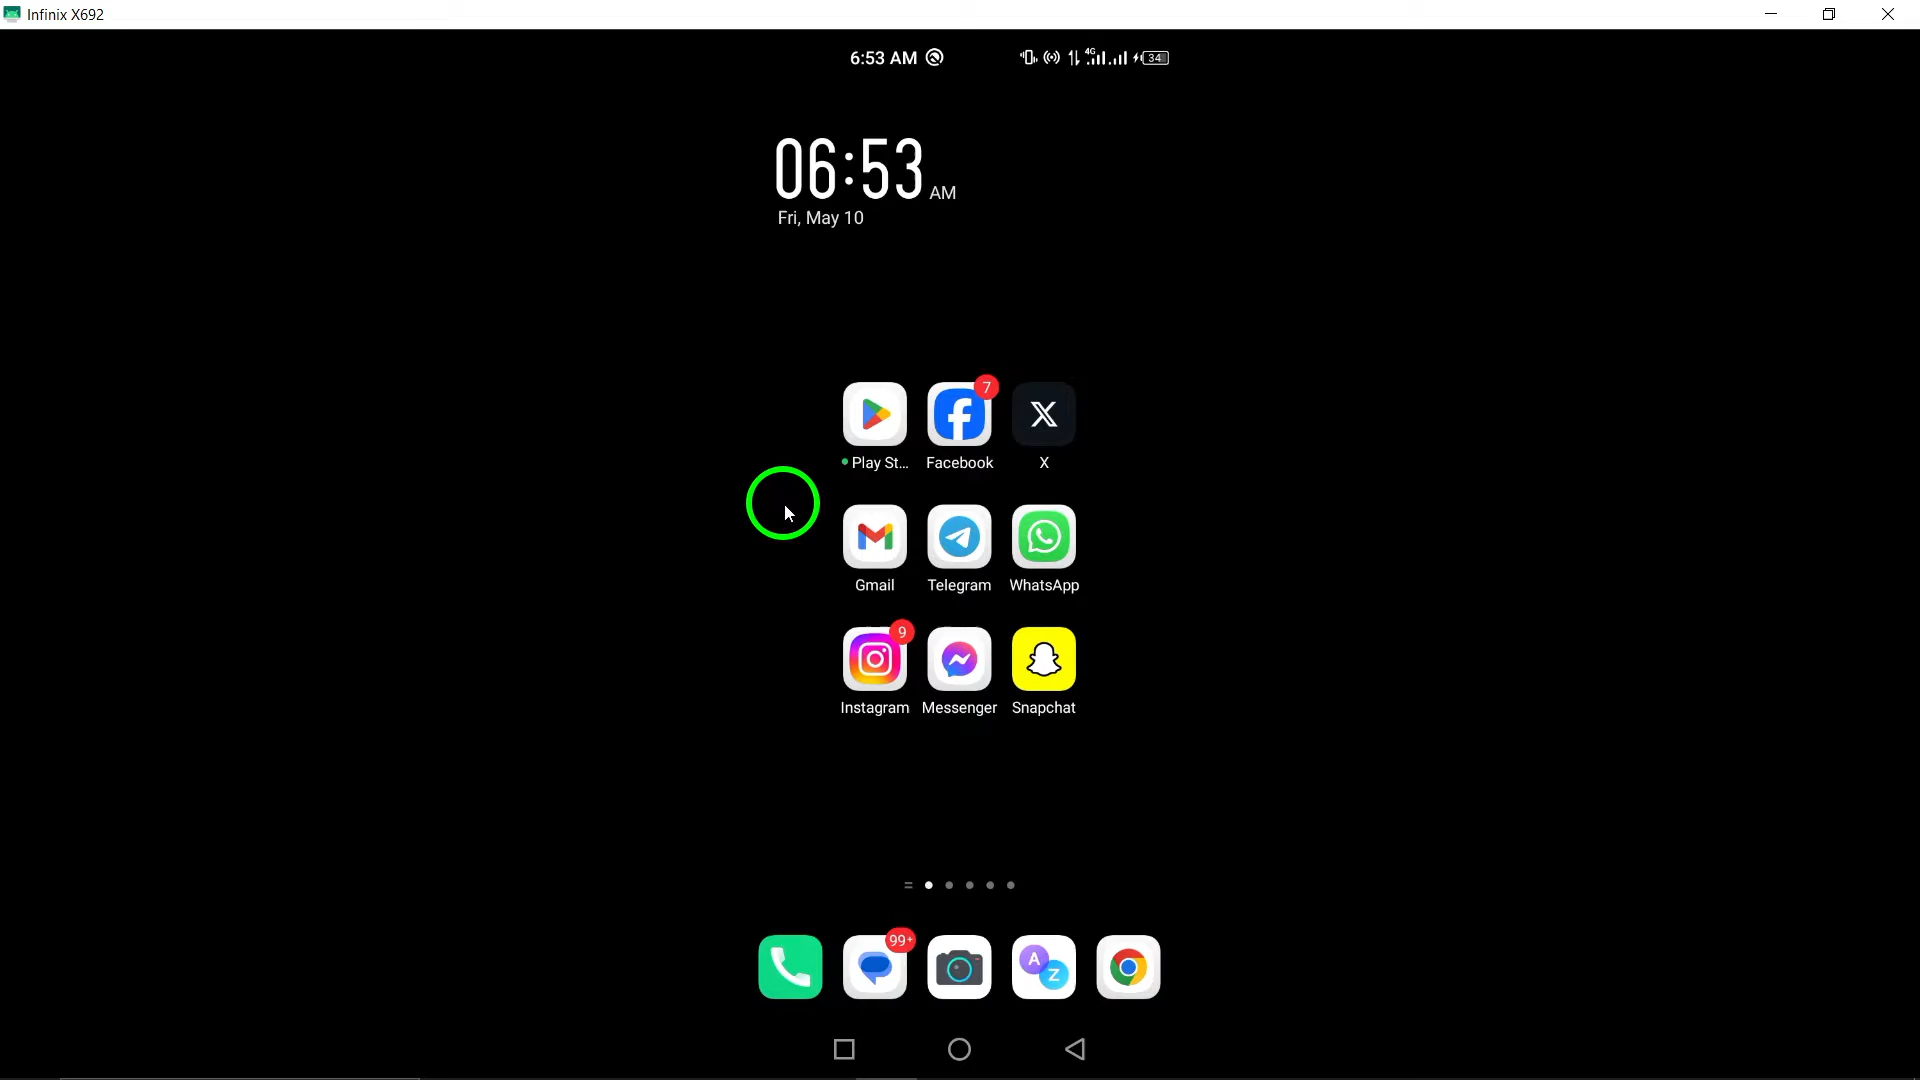 Infinix X692
6:53 AM 4G 34
06:53 AM
Fri, May 10
7
Play St... Facebook X
Gmail Telegram WhatsApp
9
Instagram Messenger Snapchat
99+
A
Z